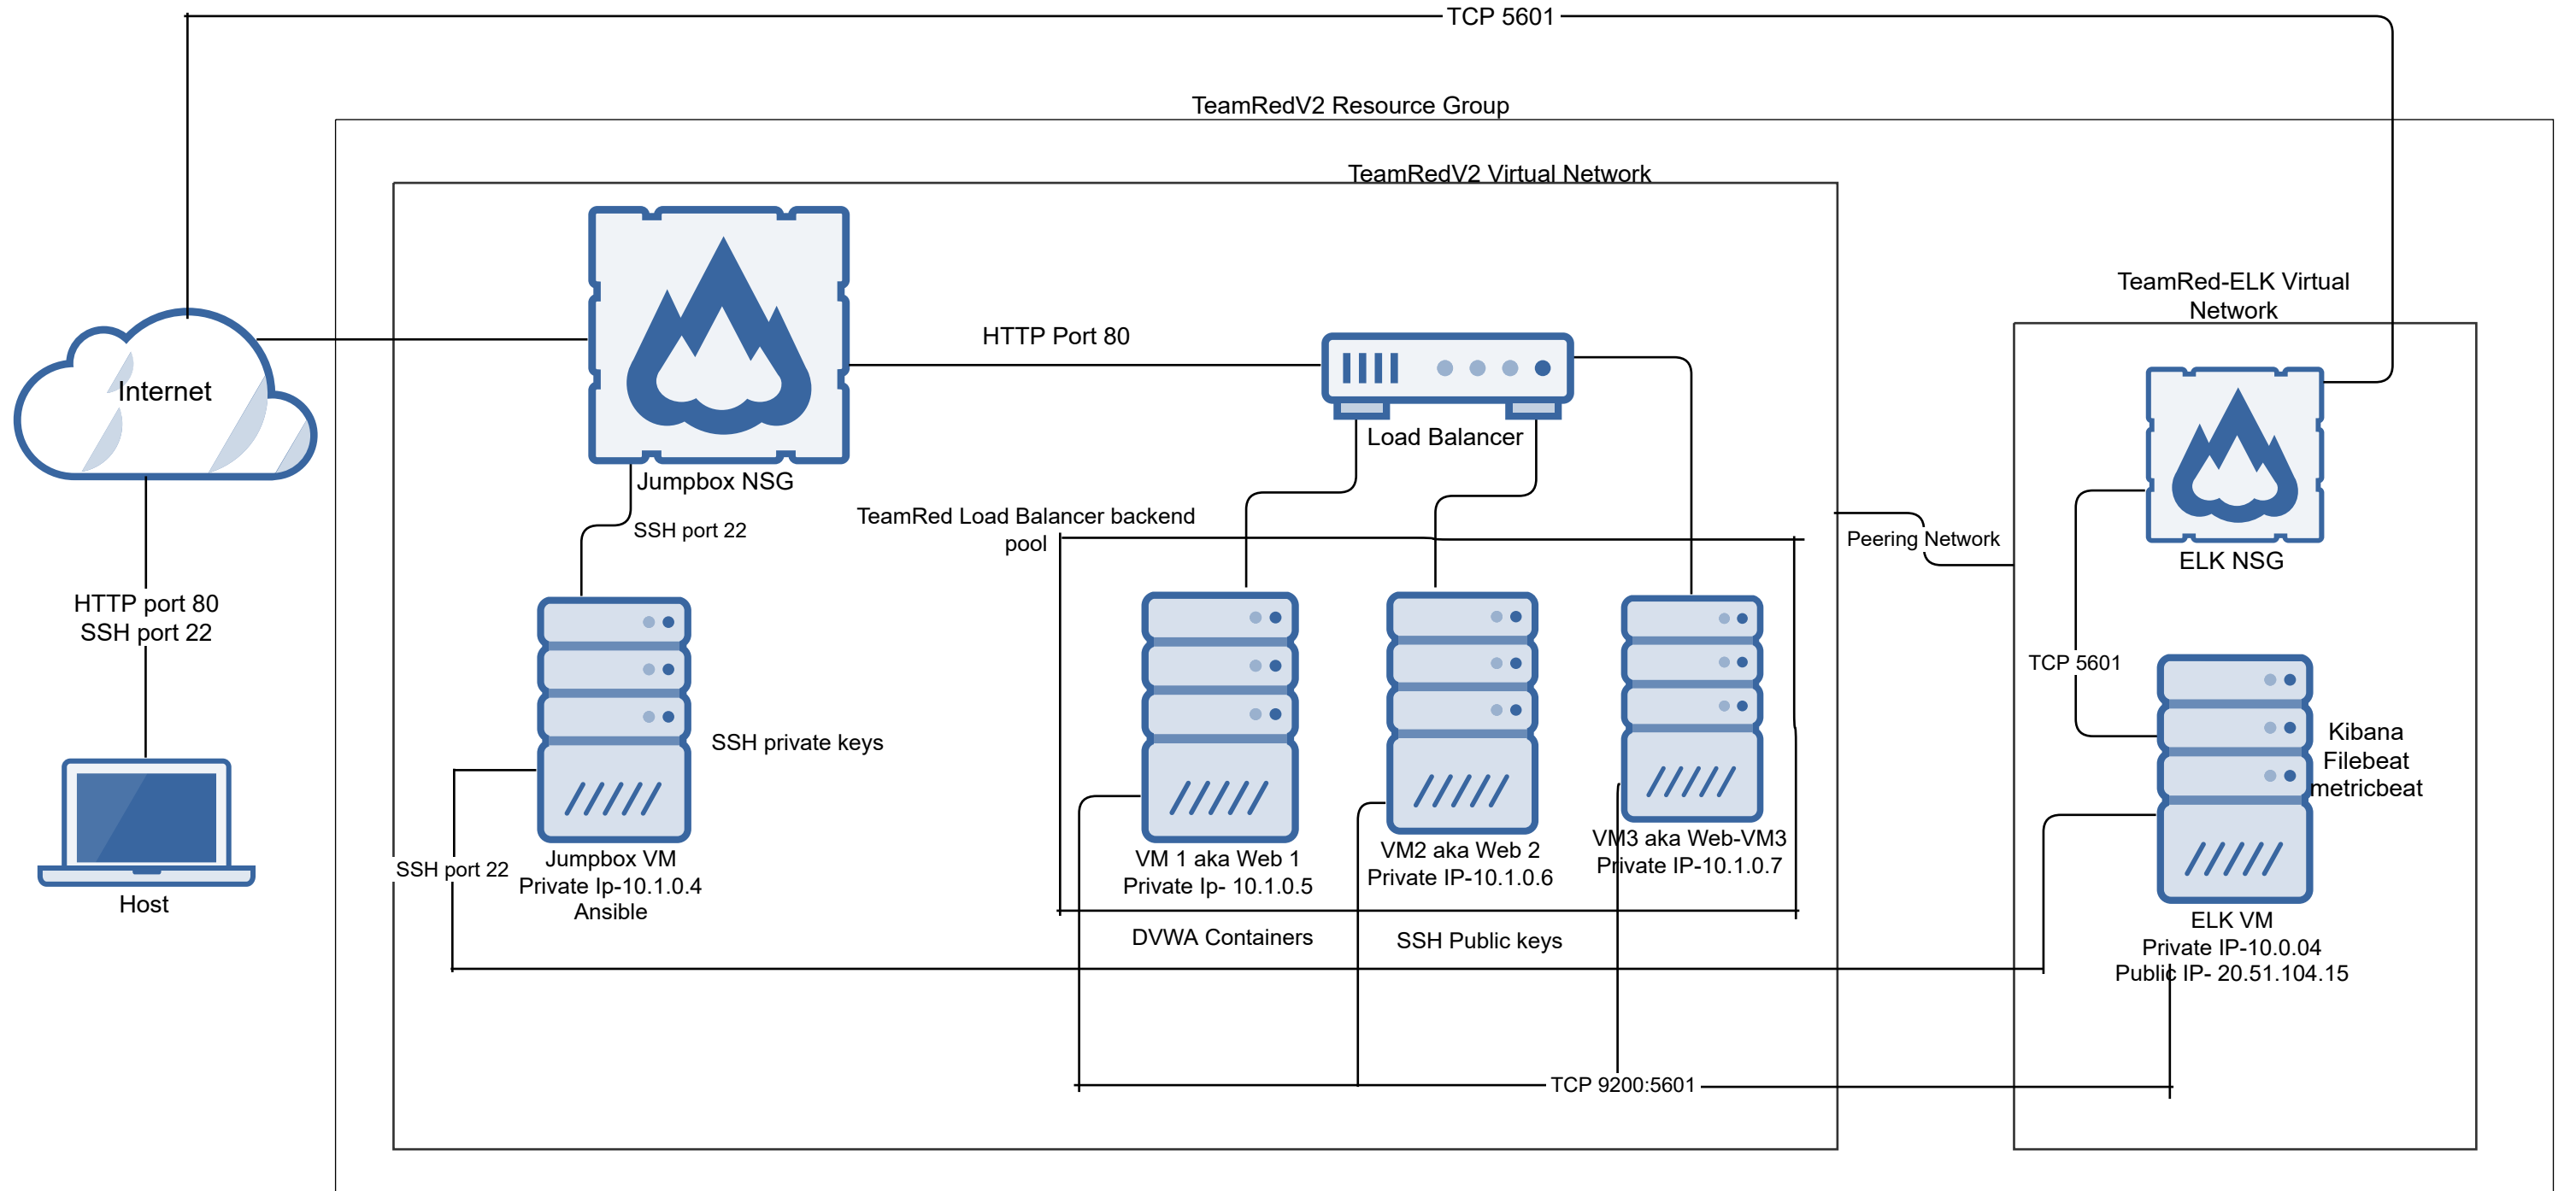 TCP 5601
TeamRedV2 Resource Group
TeamRedV2 Virtual Network
TeamRed-ELK Virtual
Network
HTTP Port 80
Internet
Load Balancer
Jumpbox NSG
SSH port 22
TeamRed Load Balancer backend
pool
Peering Network
ELK NSG
HTTP port 80
SSH port 22
TCP 5601
SSH private keys
Kibana
Filebeat
metricbeat
Host
SSH port 22
Jumpbox VM
Private Ip-10.1.0.4
Ansible
VM 1 aka Web 1
Private Ip- 10.1.0.5
VM2 aka Web 2
Private IP-10.1.0.6
VM3 aka Web-VM3
Private IP-10.1.0.7
ELK VM
Private IP-10.0.04
Public IP- 20.51.104.15
DVWA Containers
SSH Public keys
TCP 9200:5601